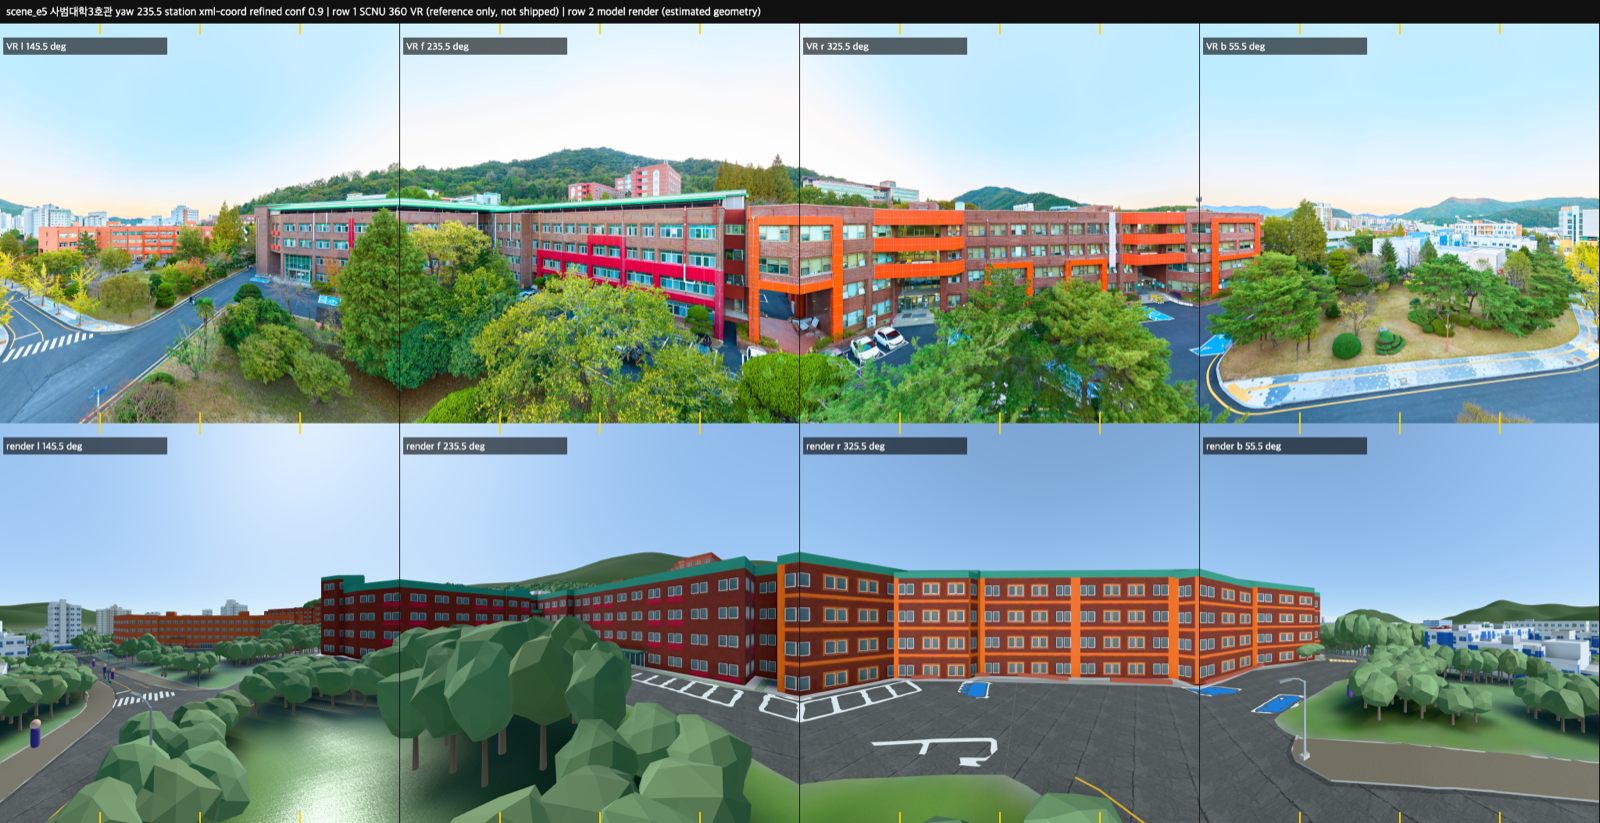 scene_e5 사범대학3호관 yaw 235.5 station xml-coord refined conf 0.9 | row 1 SCNU 360 VR (reference only, not shipped) | row 2 model render (estimated geometry)
VR l 145.5 deg
VR f 235.5 deg
VR r 325.5 deg
VR b 55.5 deg
render l 145.5 deg
render f 235.5 deg
render r 325.5 deg
render b 55.5 deg